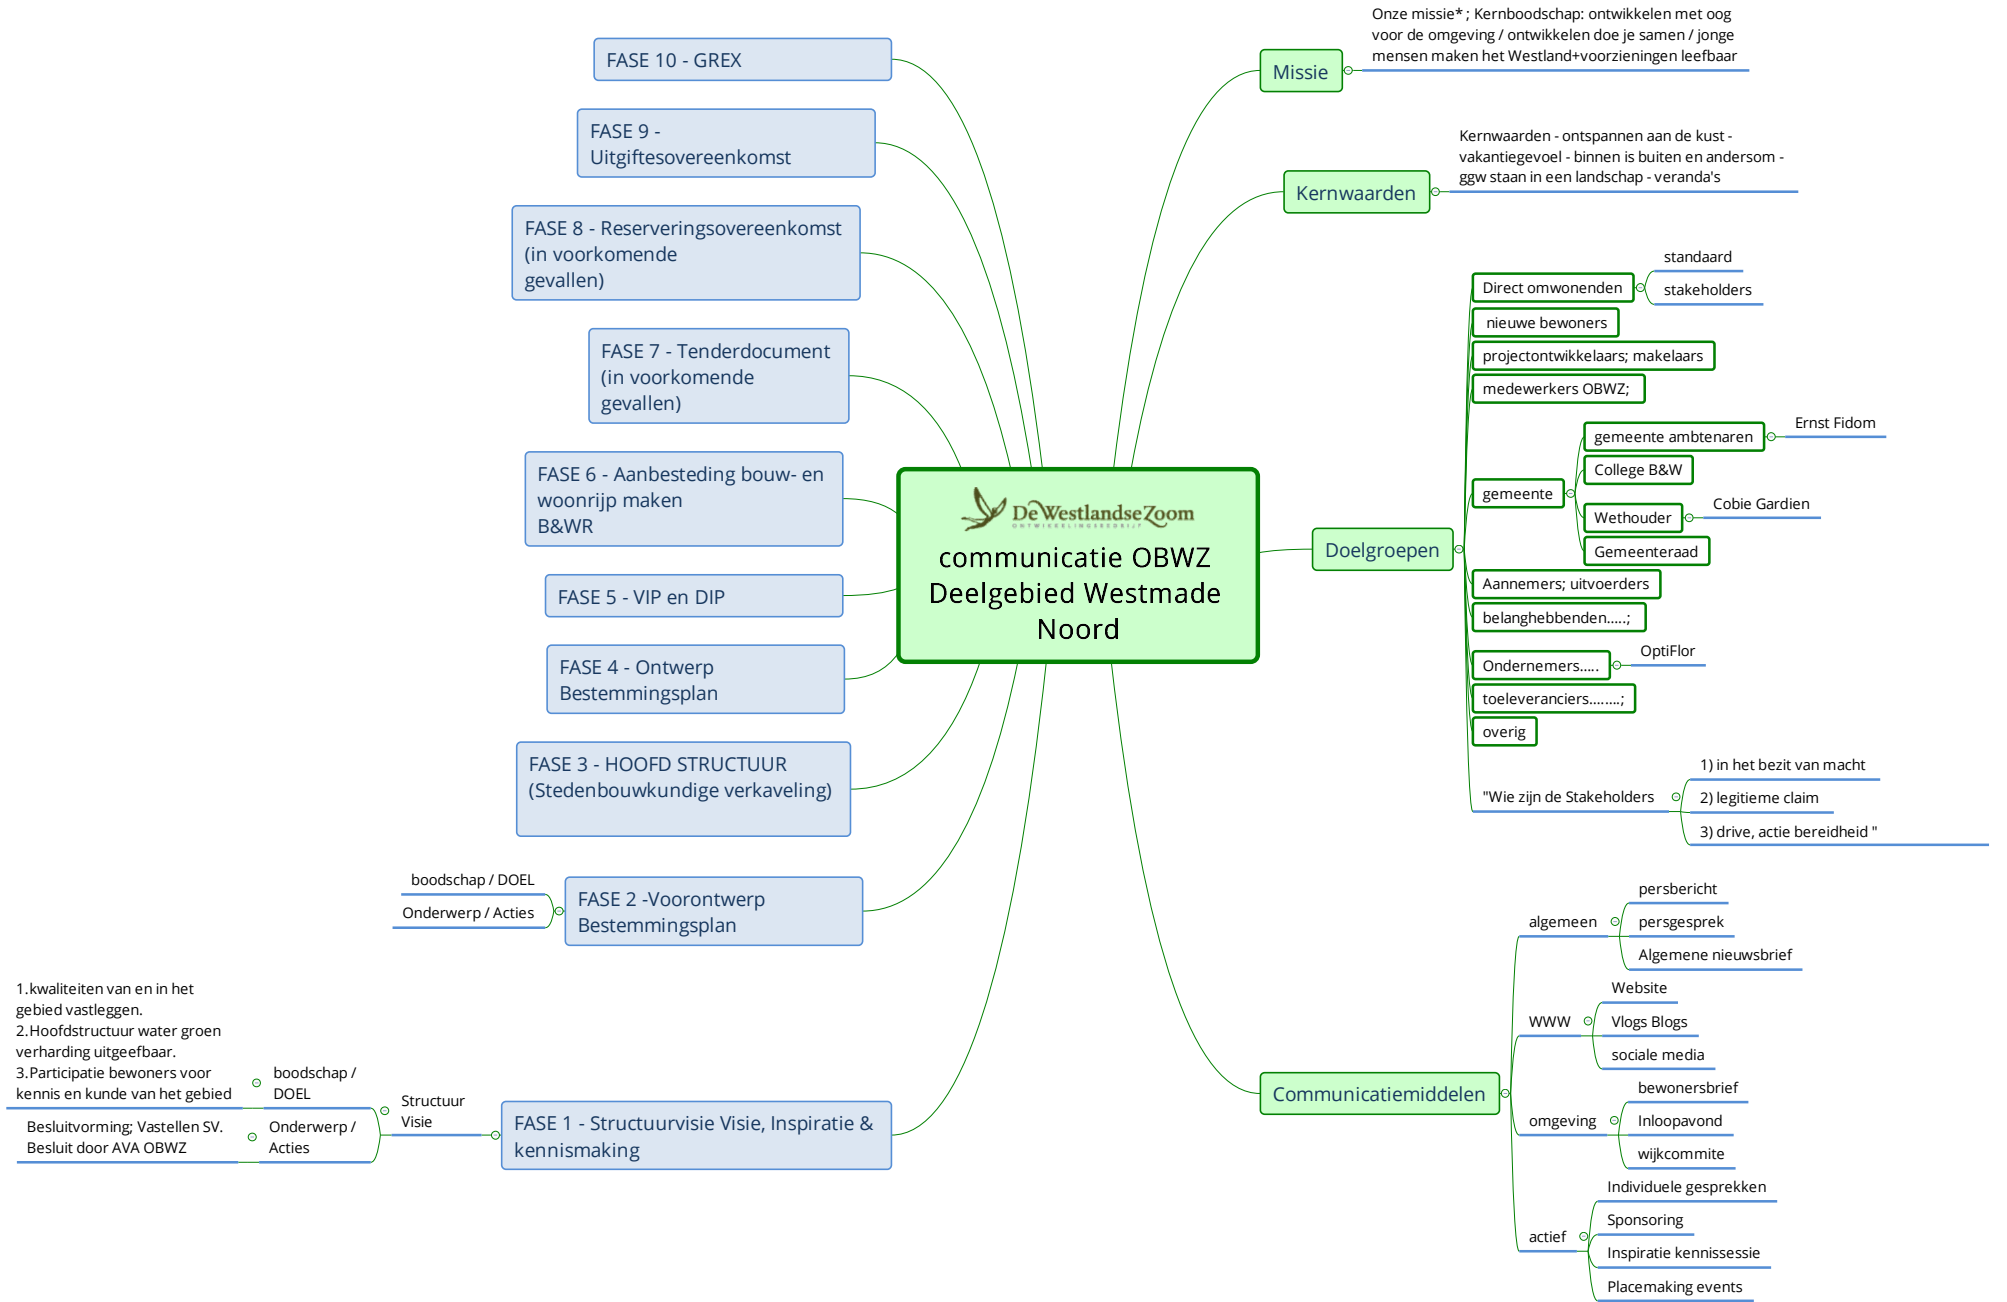 De Westlandse Zoom
ONTWIKKELINGSBEDRIJF
communicatie OBWZ
Deelgebied Westmade
Noord
Missie
Onze missie* ; Kernboodschap: ontwikkelen met oog
voor de omgeving / ontwikkelen doe je samen / jonge
mensen maken het Westland+voorzieningen leefbaar
Kernwaarden
Kernwaarden - ontspannen aan de kust -
vakantiegevoel - binnen is buiten en andersom -
ggw staan in een landschap - veranda's
Doelgroepen
Direct omwonenden
standaard
stakeholders
nieuwe bewoners
projectontwikkelaars; makelaars
medewerkers OBWZ;
gemeente
gemeente ambtenaren
Ernst Fidom
College B&W
Wethouder
Cobie Gardien
Gemeenteraad
Aannemers; uitvoerders
belanghebbenden.....;
Ondernemers.....
OptiFlor
toeleveranciers........;
overig
"Wie zijn de Stakeholders
1) in het bezit van macht
2) legitieme claim
3) drive, actie bereidheid "
Communicatiemiddelen
algemeen
persbericht
persgesprek
Algemene nieuwsbrief
WWW
Website
Vlogs Blogs
sociale media
omgeving
bewonersbrief
Inloopavond
wijkcommite
actief
Individuele gesprekken
Sponsoring
Inspiratie kennissessie
Placemaking events
FASE 1 - Structuurvisie Visie, Inspiratie &
kennismaking
Structuur
Visie
boodschap /
DOEL
1.kwaliteiten van en in het
gebied vastleggen.
2.Hoofdstructuur water groen
verharding uitgeefbaar.
3.Participatie bewoners voor
kennis en kunde van het gebied
Onderwerp /
Acties
Besluitvorming; Vastellen SV.
Besluit door AVA OBWZ
FASE 2 -Voorontwerp
Bestemmingsplan
boodschap / DOEL
Onderwerp / Acties
FASE 3 - HOOFD STRUCTUUR
(Stedenbouwkundige verkaveling)
FASE 4 - Ontwerp
Bestemmingsplan
FASE 5 - VIP en DIP
FASE 6 - Aanbesteding bouw- en
woonrijp maken
B&WR
FASE 7 - Tenderdocument
(in voorkomende
gevallen)
FASE 8 - Reserveringsovereenkomst
(in voorkomende
gevallen)
FASE 9 -
Uitgiftesovereenkomst
FASE 10 - GREX